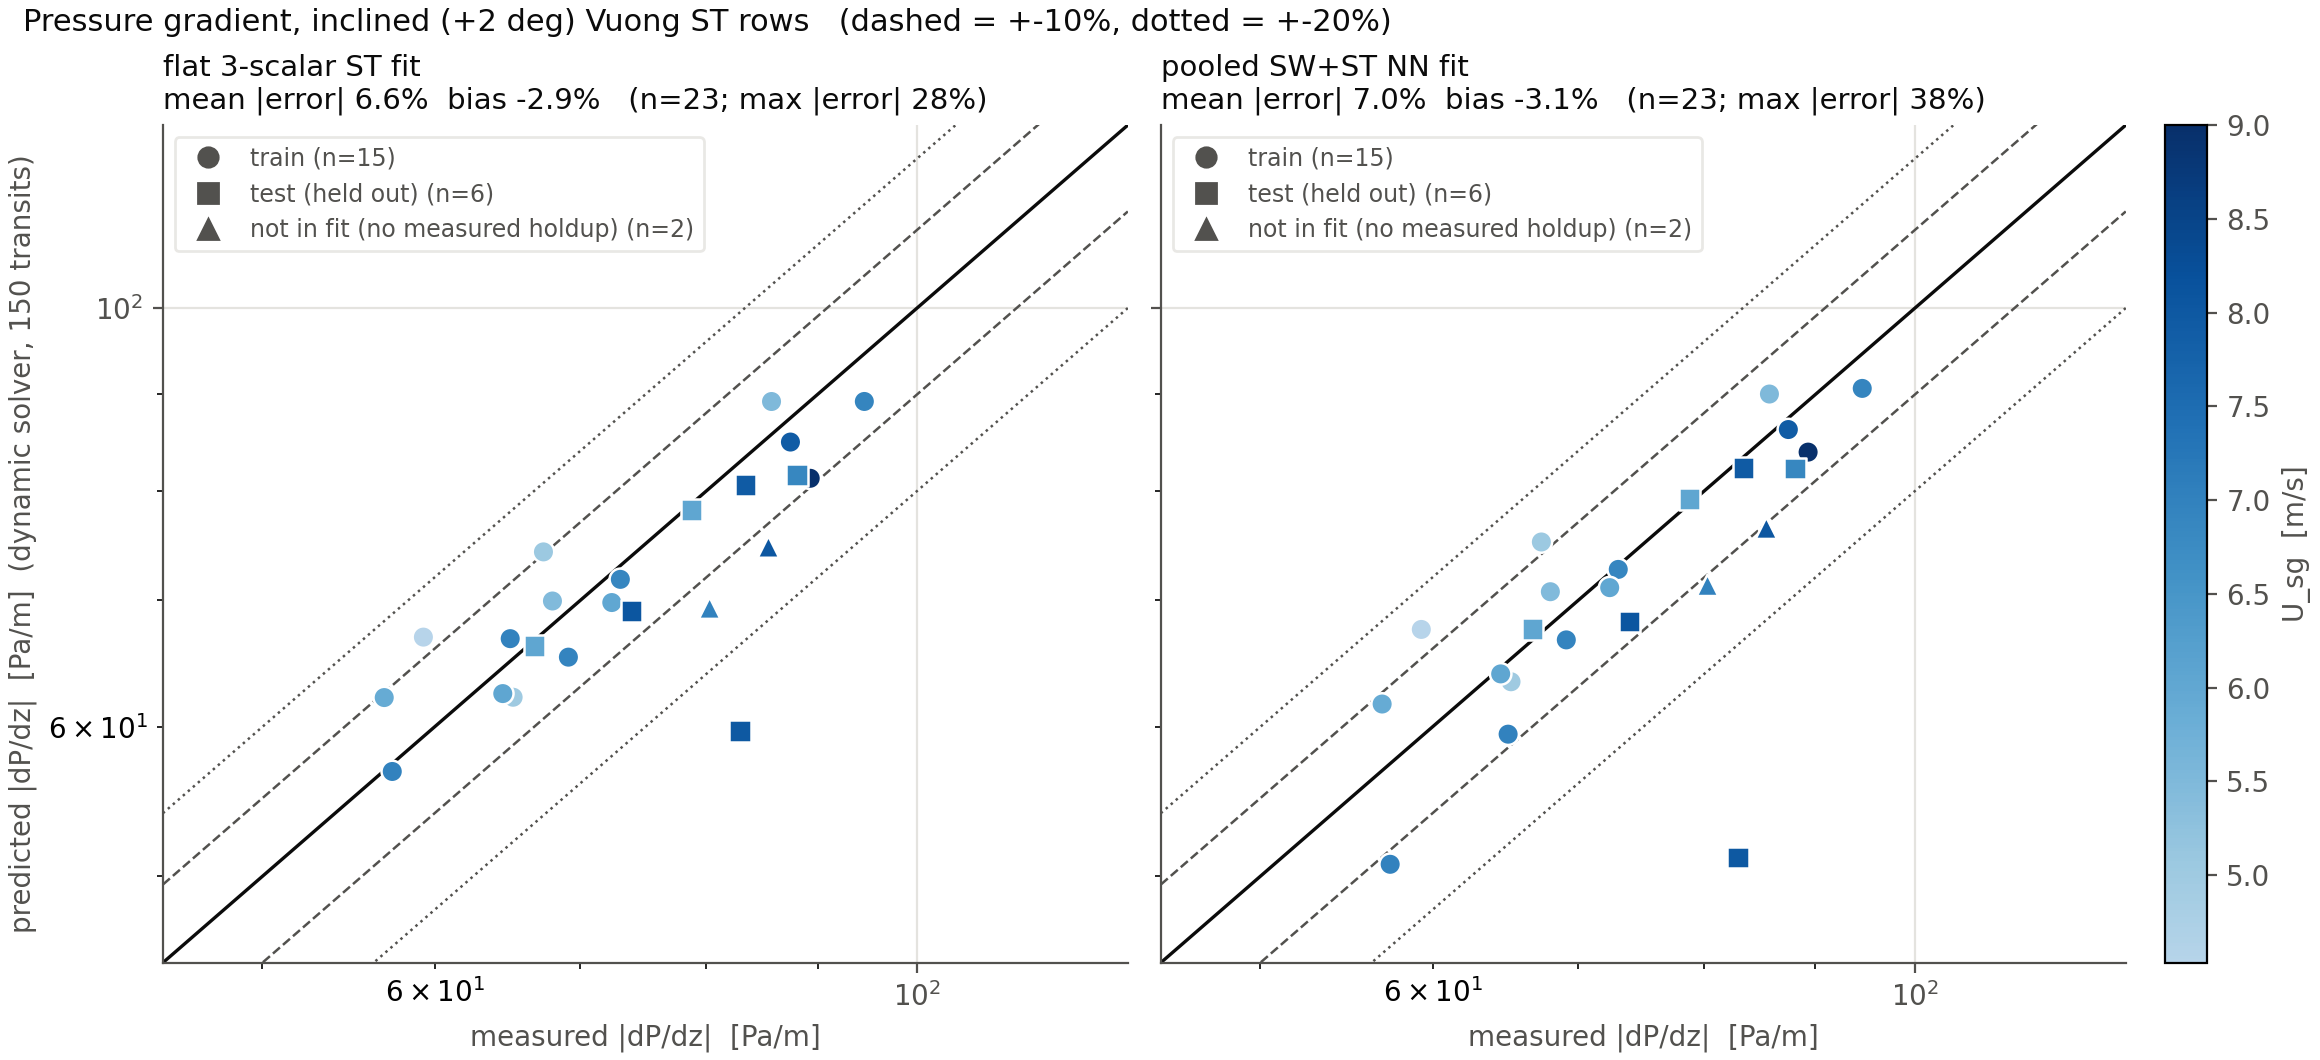 Pressure gradient, inclined (+2 deg) Vuong ST rows   (dashed = +-10%, dotted = +-20%)
flat 3-scalar ST fit
mean |error| 6.6%  bias -2.9%   (n=23; max |error| 28%)
train (n=15)
test (held out) (n=6)
not in fit (no measured holdup) (n=2)
predicted |dP/dz|  [Pa/m]  (dynamic solver, 150 transits)
10²
6 × 10¹
6 × 10¹
10²
measured |dP/dz|  [Pa/m]
pooled SW+ST NN fit
mean |error| 7.0%  bias -3.1%   (n=23; max |error| 38%)
train (n=15)
test (held out) (n=6)
not in fit (no measured holdup) (n=2)
6 × 10¹
10²
measured |dP/dz|  [Pa/m]
9.0
8.5
8.0
7.5
7.0
6.5
6.0
5.5
5.0
U_sg  [m/s]